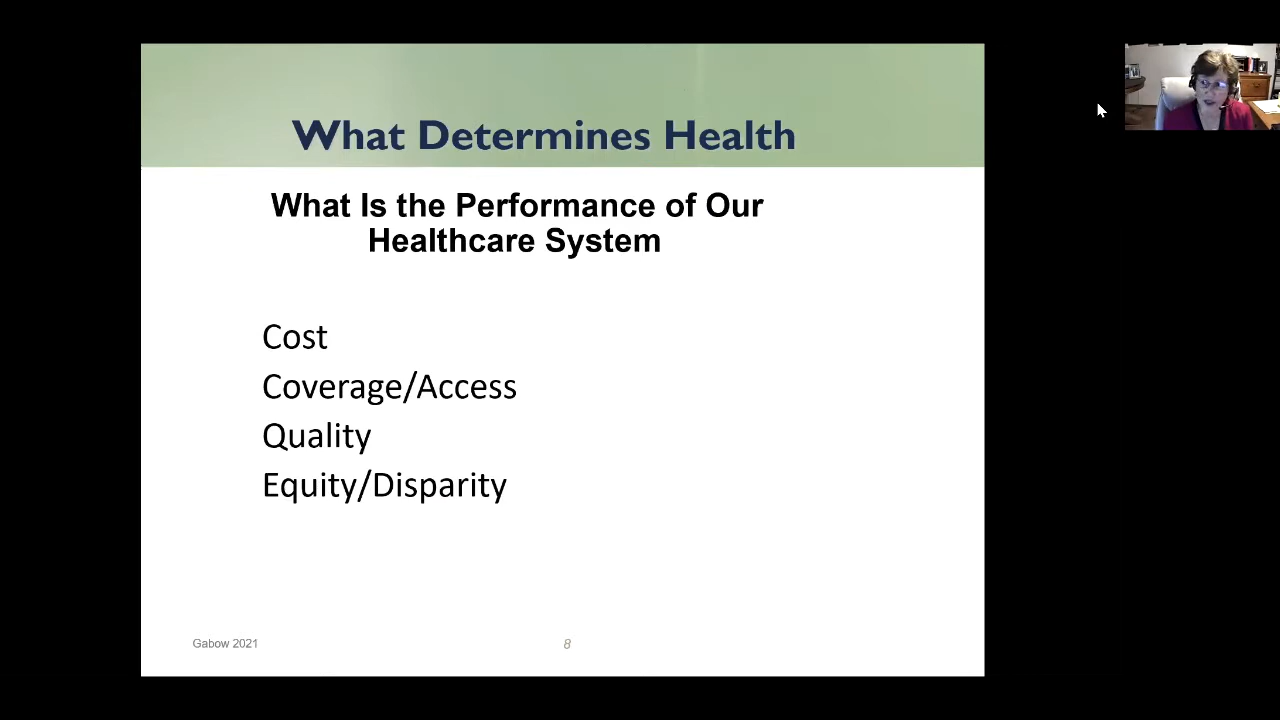 What Determines Health
What Is the Performance of Our
Healthcare System
Cost
Coverage/Access
Quality
Equity/Disparity
Gabow 2021
8